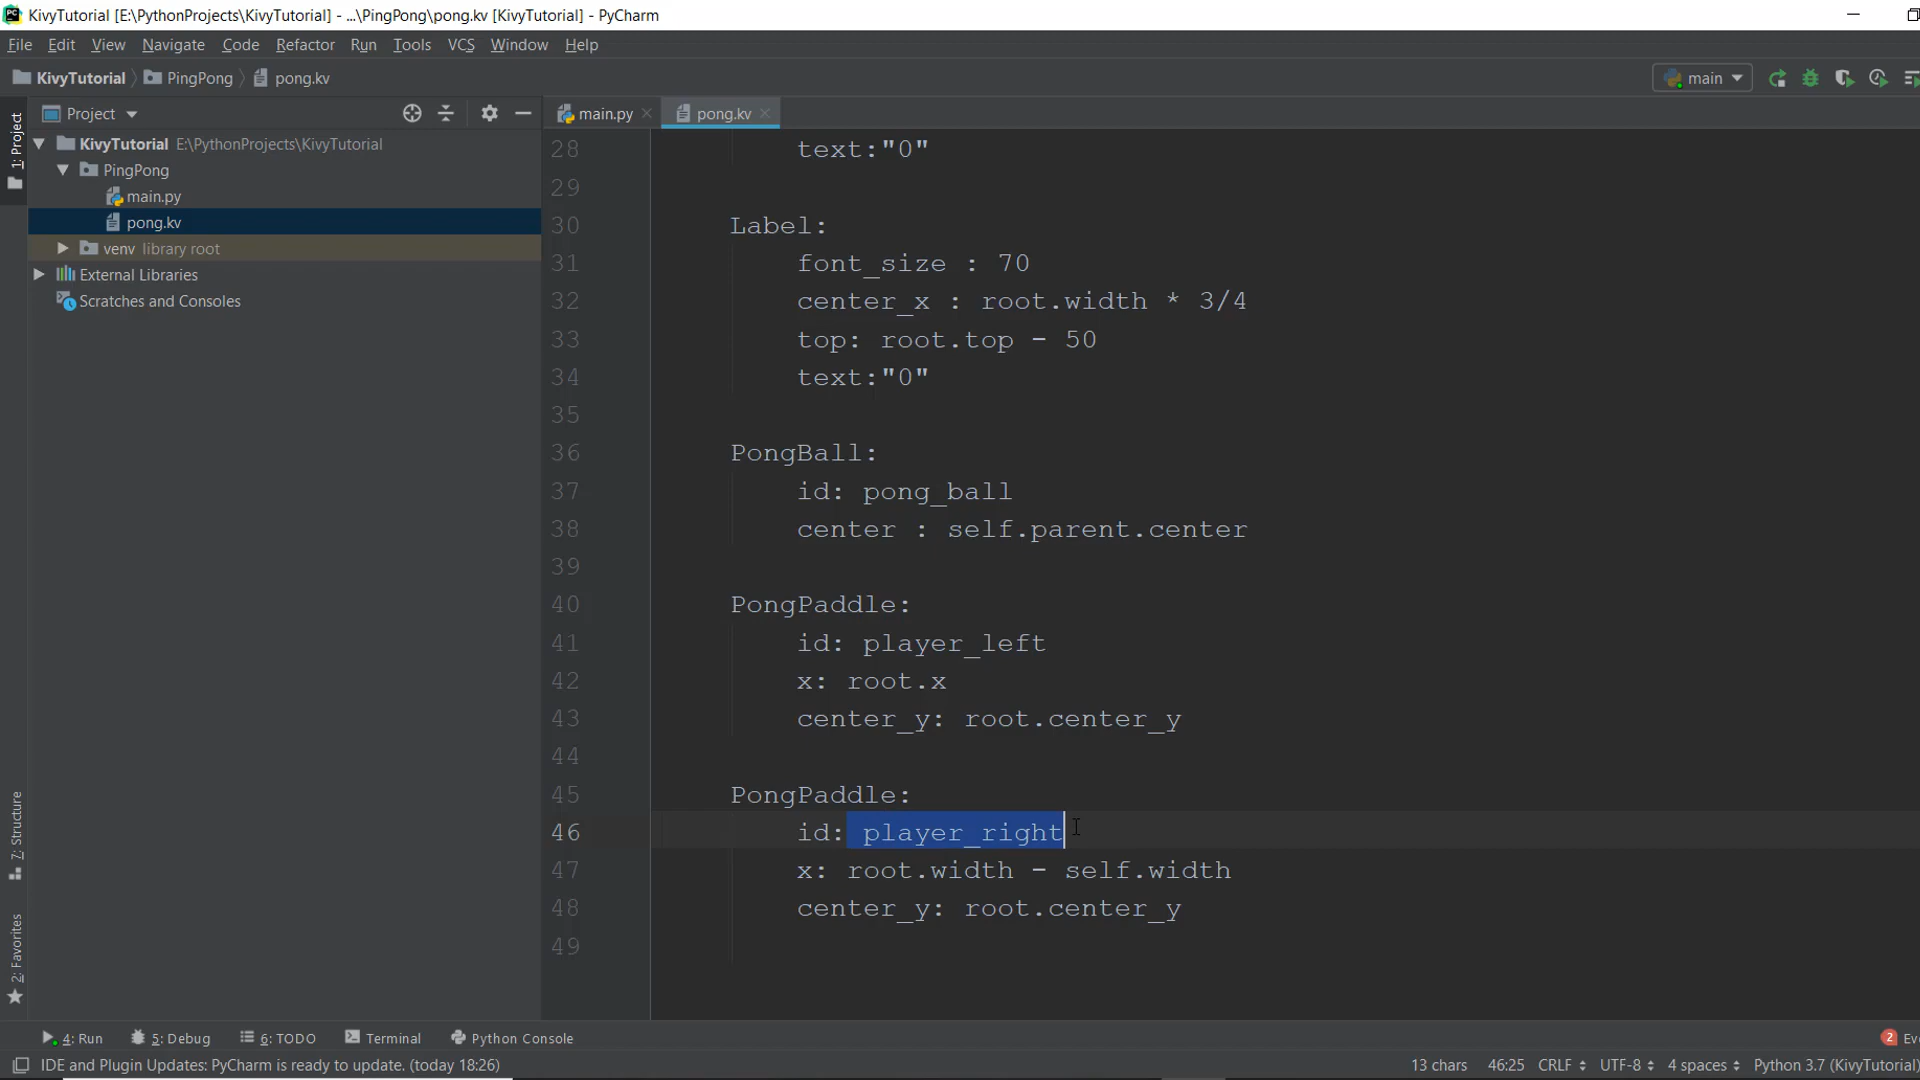 KivyTutorial [E:\PythonProjects\KivyTutorial] - ...\PingPong\pong.kv [KivyTutorial] - PyCharm
File Edit View Navigate Code Refactor Run Tools VCS Window Help
KivyTutorial PingPong pong.kv main
Project main.py pong.kv
1: Project
KivyTutorial E:\PythonProjects\KivyTutorial
PingPong
main.py
pong.kv
venv library root
External Libraries
Scratches and Consoles
28 text:"0"
29
30 Label:
31 font_size : 70
32 center_x : root.width * 3/4
33 top: root.top - 50
34 text:"0"
35
36 PongBall:
37 id: pong_ball
38 center : self.parent.center
39
40 PongPaddle:
41 id: player_left
42 x: root.x
43 center_y: root.center_y
44
45 PongPaddle:
46 id: player_right
47 x: root.width - self.width
48 center_y: root.center_y
49
7: Structure
2: Favorites
4: Run 5: Debug 6: TODO Terminal Python Console 2 Eve
IDE and Plugin Updates: PyCharm is ready to update. (today 18:26) 13 chars 46:25 CRLF UTF-8 4 spaces Python 3.7 (KivyTutorial)